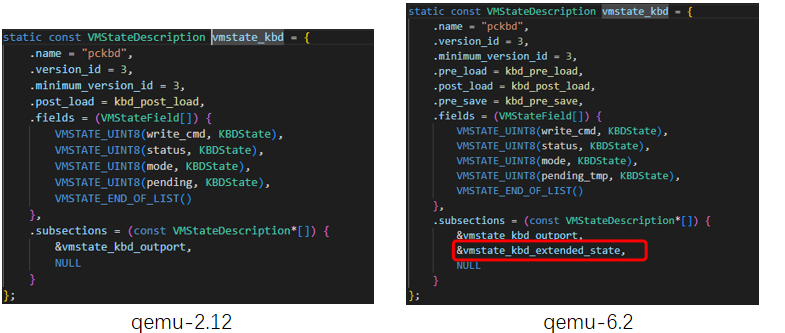 static const VMStateDescription vmstate_kbd = {
    .name = "pckbd",
    .version_id = 3,
    .minimum_version_id = 3,
    .post_load = kbd_post_load,
    .fields = (VMStateField[]) {
        VMSTATE_UINT8(write_cmd, KBDState),
        VMSTATE_UINT8(status, KBDState),
        VMSTATE_UINT8(mode, KBDState),
        VMSTATE_UINT8(pending, KBDState),
        VMSTATE_END_OF_LIST()
    },
    .subsections = (const VMStateDescription*[]) {
        &vmstate_kbd_outport,
        NULL
    }
};
qemu-2.12
static const VMStateDescription vmstate_kbd = {
    .name = "pckbd",
    .version_id = 3,
    .minimum_version_id = 3,
    .pre_load = kbd_pre_load,
    .post_load = kbd_post_load,
    .pre_save = kbd_pre_save,
    .fields = (VMStateField[]) {
        VMSTATE_UINT8(write_cmd, KBDState),
        VMSTATE_UINT8(status, KBDState),
        VMSTATE_UINT8(mode, KBDState),
        VMSTATE_UINT8(pending_tmp, KBDState),
        VMSTATE_END_OF_LIST()
    },
    .subsections = (const VMStateDescription*[]) {
        &vmstate_kbd_outport,
        &vmstate_kbd_extended_state,
        NULL
    }
};
qemu-6.2